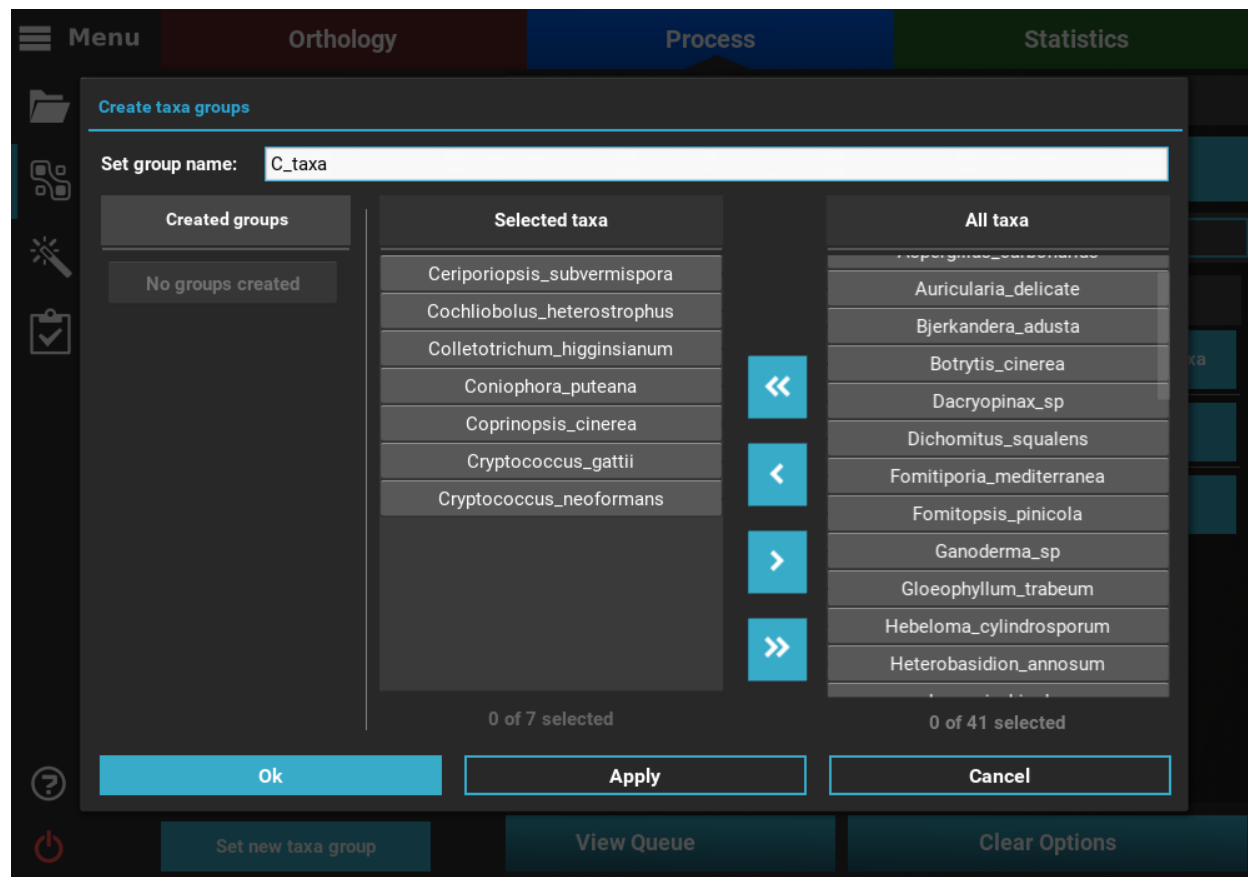 Menu
Orthology
Process
Statistics
Create taxa groups
Set group name:
C_taxa
Created groups
Selected taxa
All taxa
No groups created
Ceriporiopsis_subvermispora
Cochliobolus_heterostrophus
Colletotrichum_higginsianum
Coniophora_puteana
Coprinopsis_cinerea
Cryptococcus_gattii
Cryptococcus_neoformans
0 of 7 selected
Auricularia_delicate
Bjerkandera_adusta
Botrytis_cinerea
Dacryopinax_sp
Dichomitus_squalens
Fomitiporia_mediterranea
Fomitopsis_pinicola
Ganoderma_sp
Gloeophyllum_trabeum
Hebeloma_cylindrosporum
Heterobasidion_annosum
0 of 41 selected
Ok
Apply
Cancel
Set new taxa group
View Queue
Clear Options